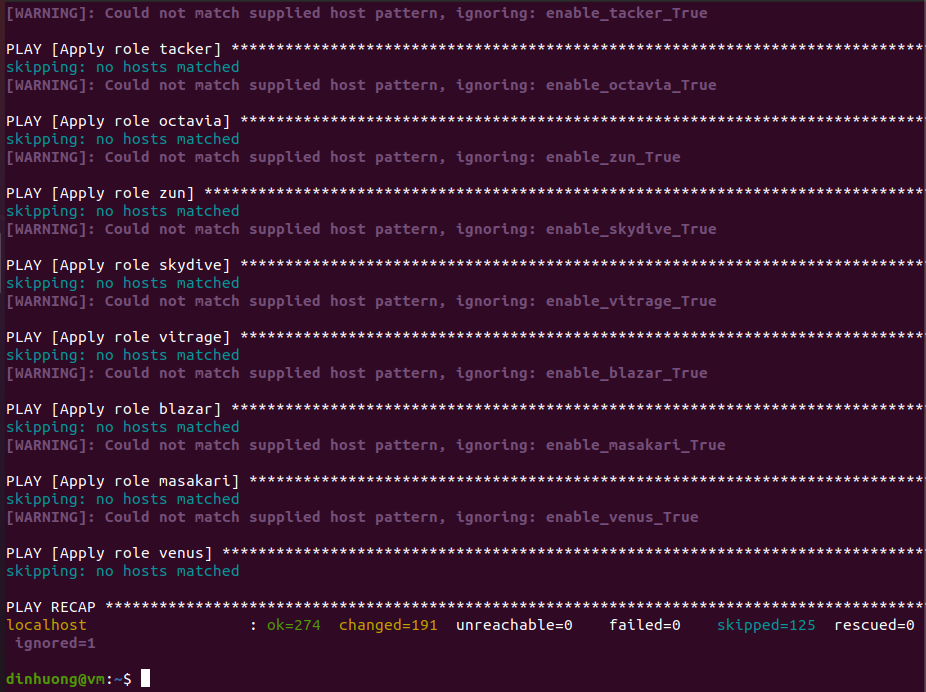 [WARNING]: Could not match supplied host pattern, ignoring: enable_tacker_True
PLAY [Apply role tacker] *****************************************************************************
skipping: no hosts matched
[WARNING]: Could not match supplied host pattern, ignoring: enable_octavia_True
PLAY [Apply role octavia] ****************************************************************************
skipping: no hosts matched
[WARNING]: Could not match supplied host pattern, ignoring: enable_zun_True
PLAY [Apply role zun] ********************************************************************************
skipping: no hosts matched
[WARNING]: Could not match supplied host pattern, ignoring: enable_skydive_True
PLAY [Apply role skydive] ****************************************************************************
skipping: no hosts matched
[WARNING]: Could not match supplied host pattern, ignoring: enable_vitrage_True
PLAY [Apply role vitrage] ****************************************************************************
skipping: no hosts matched
[WARNING]: Could not match supplied host pattern, ignoring: enable_blazar_True
PLAY [Apply role blazar] *****************************************************************************
skipping: no hosts matched
[WARNING]: Could not match supplied host pattern, ignoring: enable_masakari_True
PLAY [Apply role masakari] ***************************************************************************
skipping: no hosts matched
[WARNING]: Could not match supplied host pattern, ignoring: enable_venus_True
PLAY [Apply role venus] ******************************************************************************
skipping: no hosts matched
PLAY RECAP *******************************************************************************************
localhost                  : ok=274  changed=191  unreachable=0    failed=0    skipped=125  rescued=0
 ignored=1
dinhuong@vm:~$